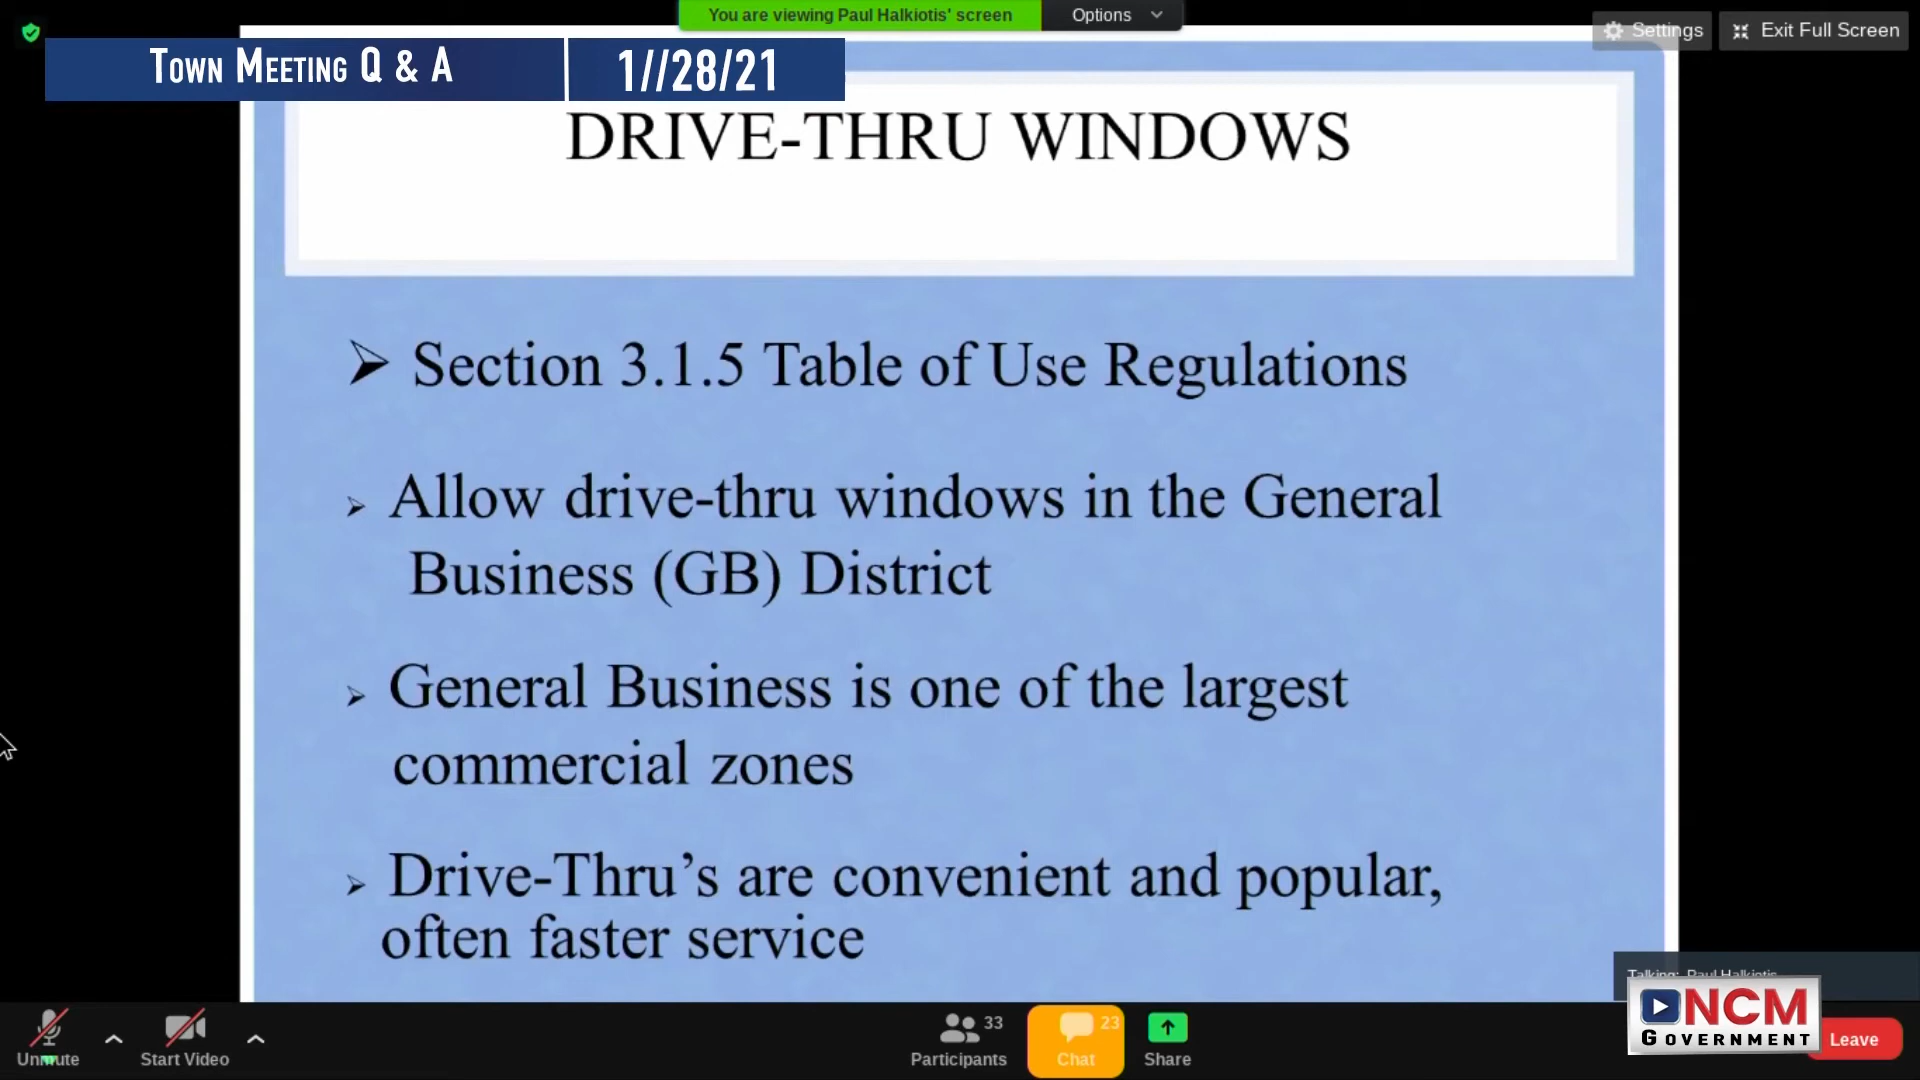 You are viewing Paul Halkiotis' screen
Options
Settings
Exit Full Screen
Town Meeting Q & A
1//28/21
DRIVE-THRU WINDOWS
➢ Section 3.1.5 Table of Use Regulations
➢ Allow drive-thru windows in the General
Business (GB) District
➢ General Business is one of the largest
commercial zones
➢ Drive-Thru’s are convenient and popular,
often faster service
Talking: Paul Halkiotis
NCM
Government
Unmute
Start Video
33
Participants
23
Chat
Share
Leave